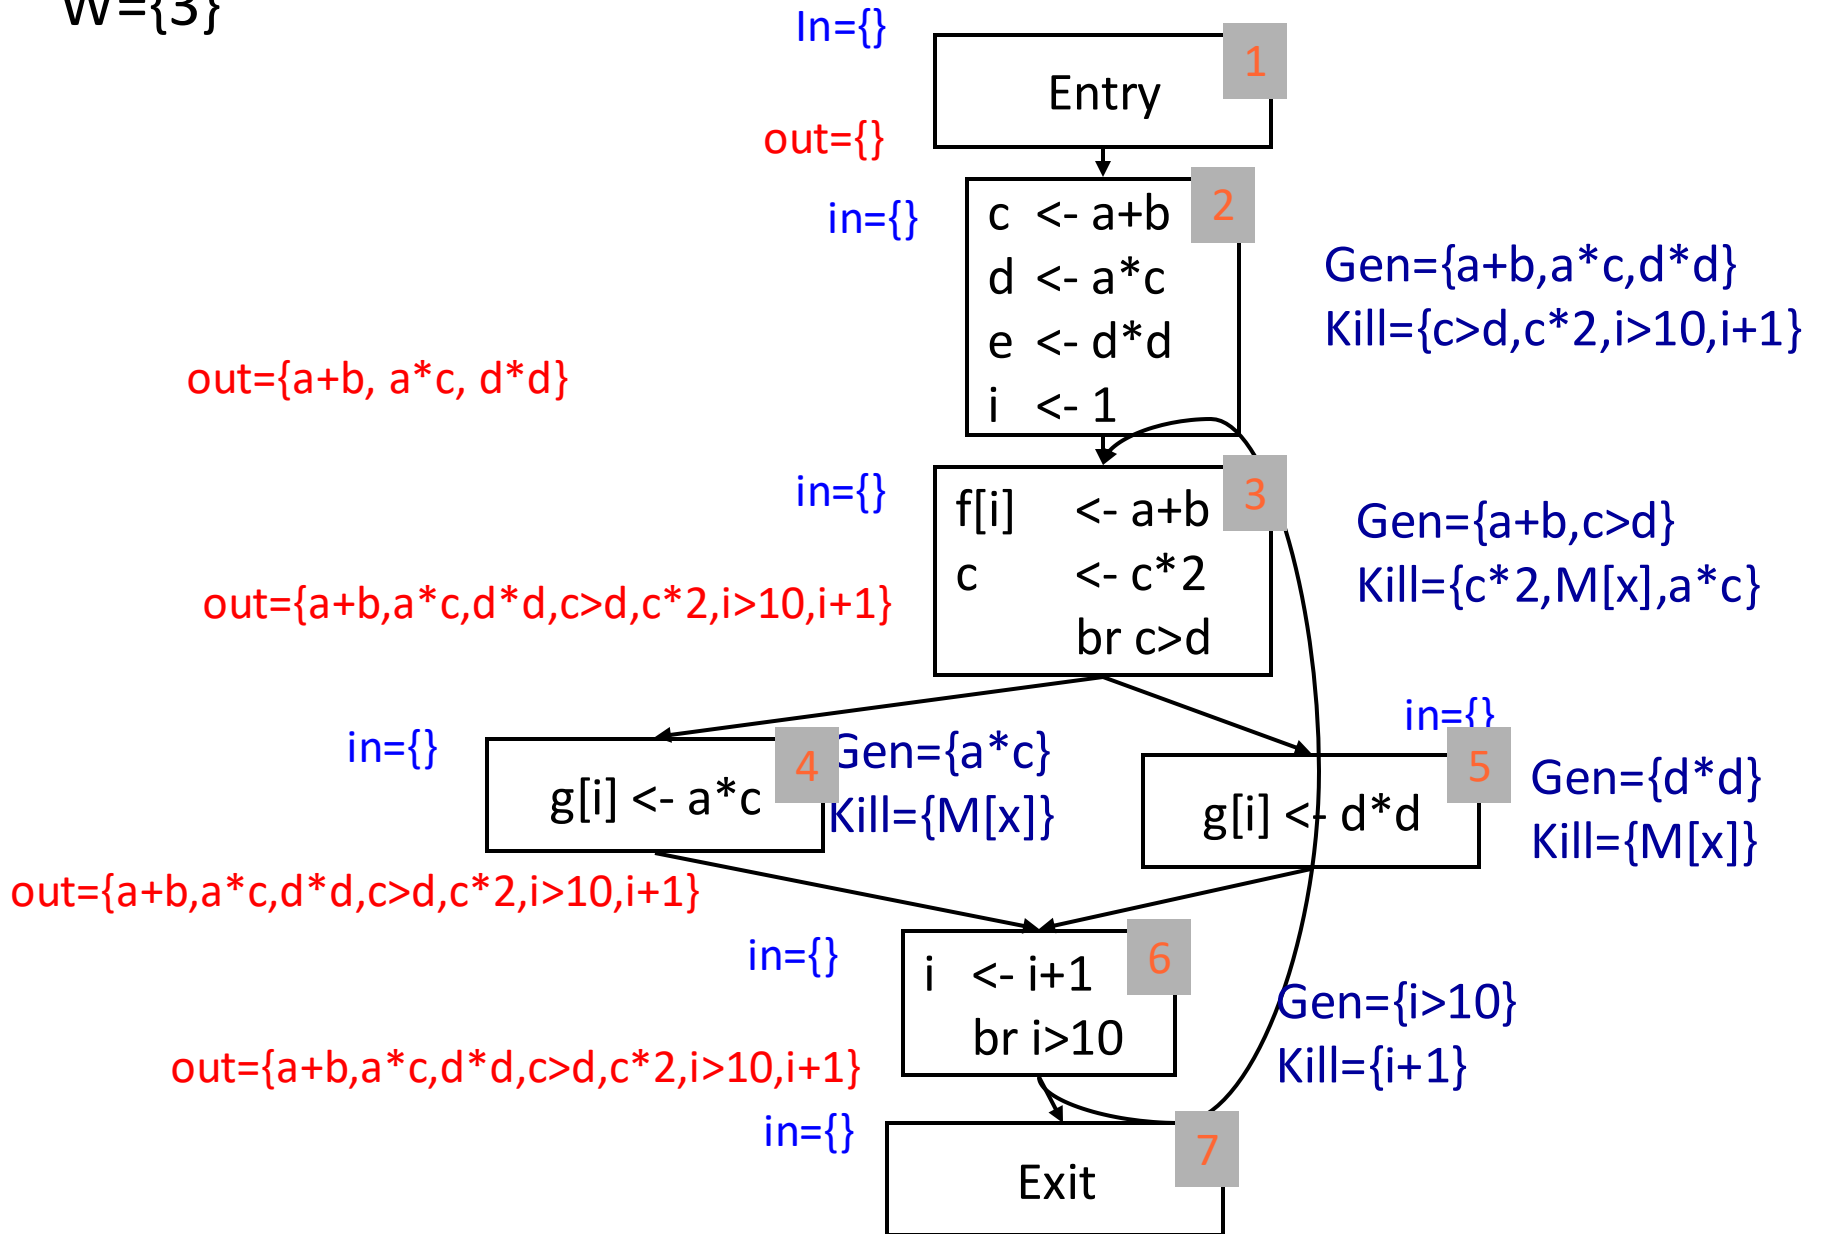 W={3}
In={}
1
Entry
out={}
2
in={}
c <- a+b
d <- a*c
e <- d*d
i <- 1
Gen={a+b,a*c,d*d}
Kill={c>d,c*2,i>10,i+1}
out={a+b, a*c, d*d}
3
in={}
f[i] <- a+b
c <- c*2
br c>d
Gen={a+b,c>d}
Kill={c*2,M[x],a*c}
out={a+b,a*c,d*d,c>d,c*2,i>10,i+1}
in={}
4
g[i] <- a*c
Gen={a*c}
Kill={M[x]}
in={}
5
g[i] <- d*d
Gen={d*d}
Kill={M[x]}
out={a+b,a*c,d*d,c>d,c*2,i>10,i+1}
in={}
6
i <- i+1
br i>10
Gen={i>10}
Kill={i+1}
out={a+b,a*c,d*d,c>d,c*2,i>10,i+1}
in={}
7
Exit